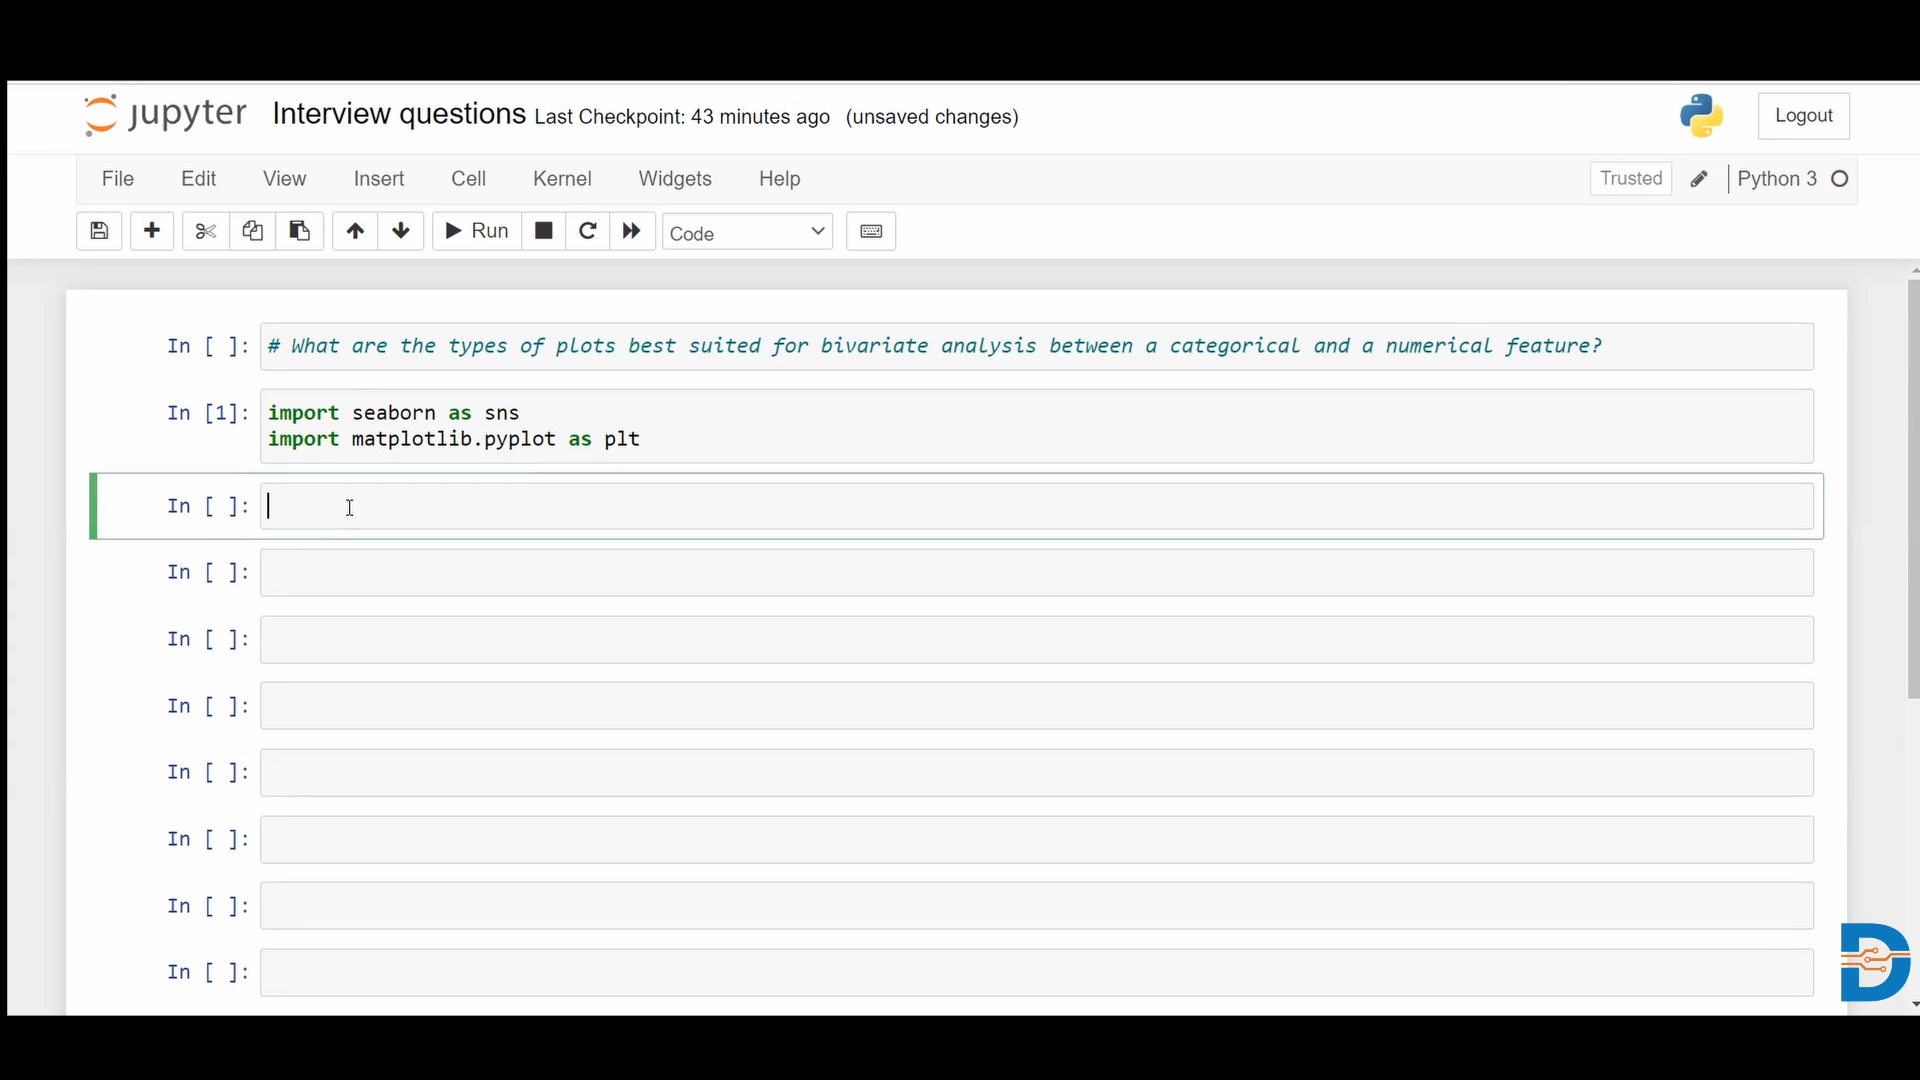 jupyter Interview questions Last Checkpoint: 43 minutes ago (unsaved changes) Logout
File Edit View Insert Cell Kernel Widgets Help Trusted Python 3
Run Code
In [ ]: # What are the types of plots best suited for bivariate analysis between a categorical and a numerical feature?
In [1]: import seaborn as sns
import matplotlib.pyplot as plt
In [ ]:
In [ ]:
In [ ]:
In [ ]:
In [ ]:
In [ ]:
In [ ]:
In [ ]: